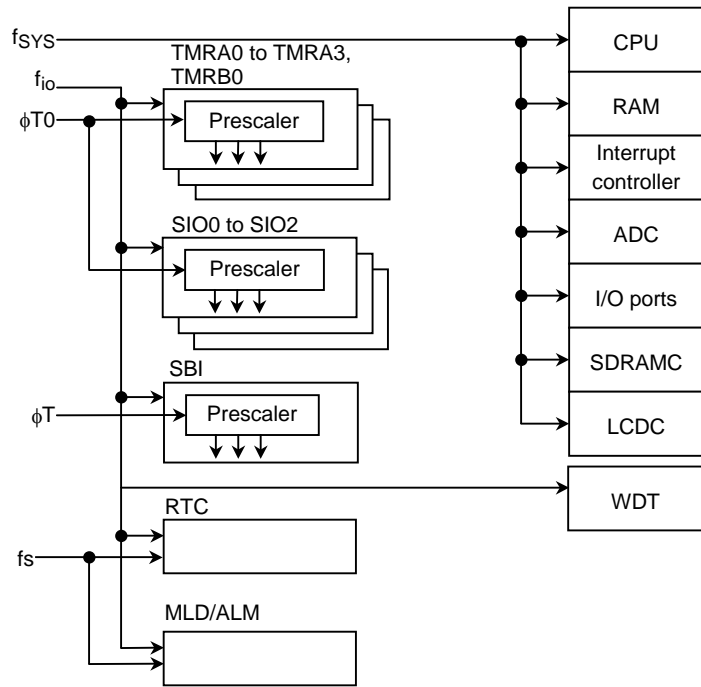 fSYS
fio
ϕT0
TMRA0 to TMRA3,
TMRB0
Prescaler
SIO0 to SIO2
Prescaler
SBI
ϕT
Prescaler
RTC
fs
MLD/ALM
CPU
RAM
Interrupt
controller
ADC
I/O ports
SDRAMC
LCDC
WDT